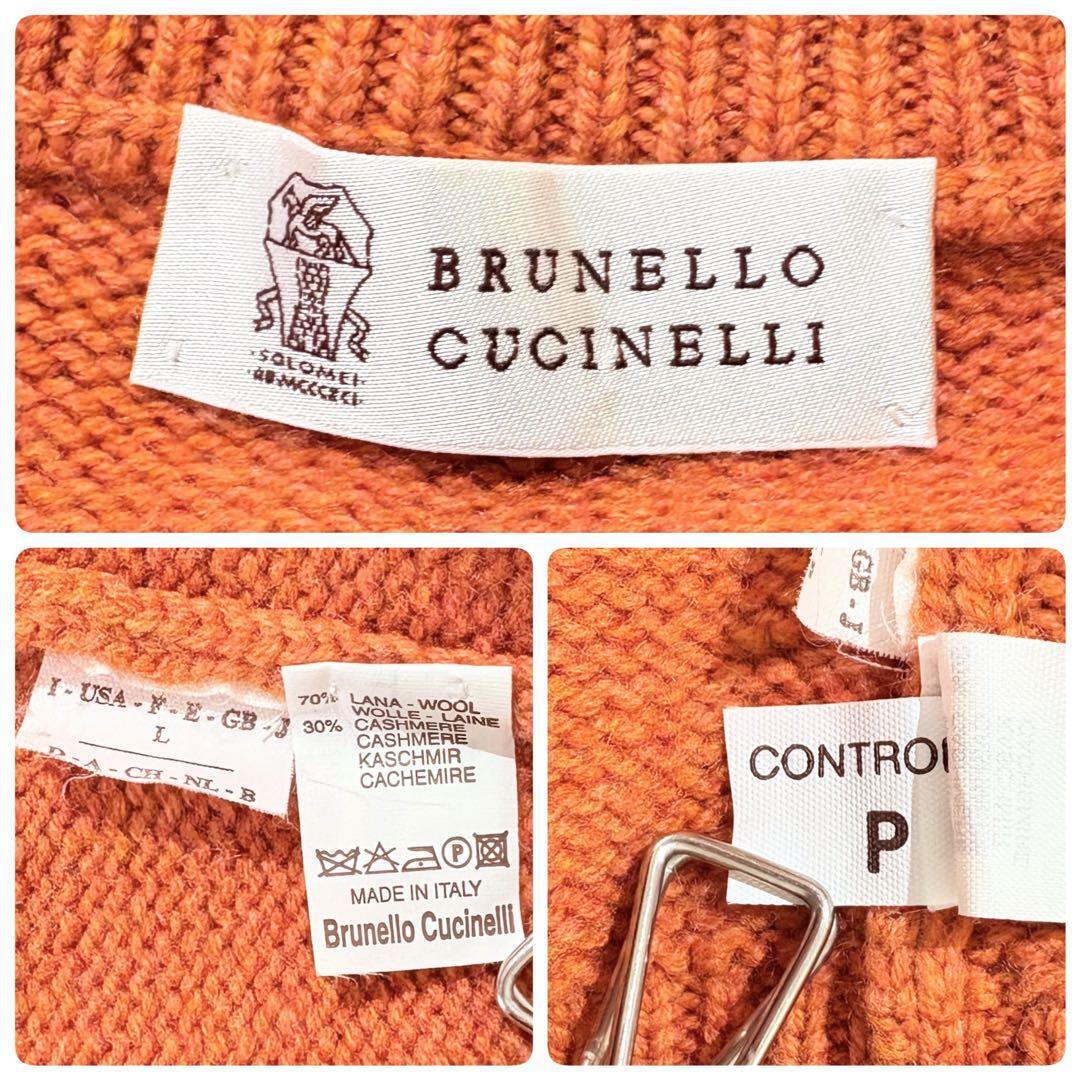 BRUNELLO
CUCINELLI
·SOLOMEI·
I - USA - F - E - GB - J
L
D - A - CH - NL - B
70% LANA - WOOL
WOLLE - LAINE
30% CASHMERE
CASHMERE
KASCHMIR
CACHEMIRE
P
MADE IN ITALY
Brunello Cucinelli
GB - J
CONTROL
P